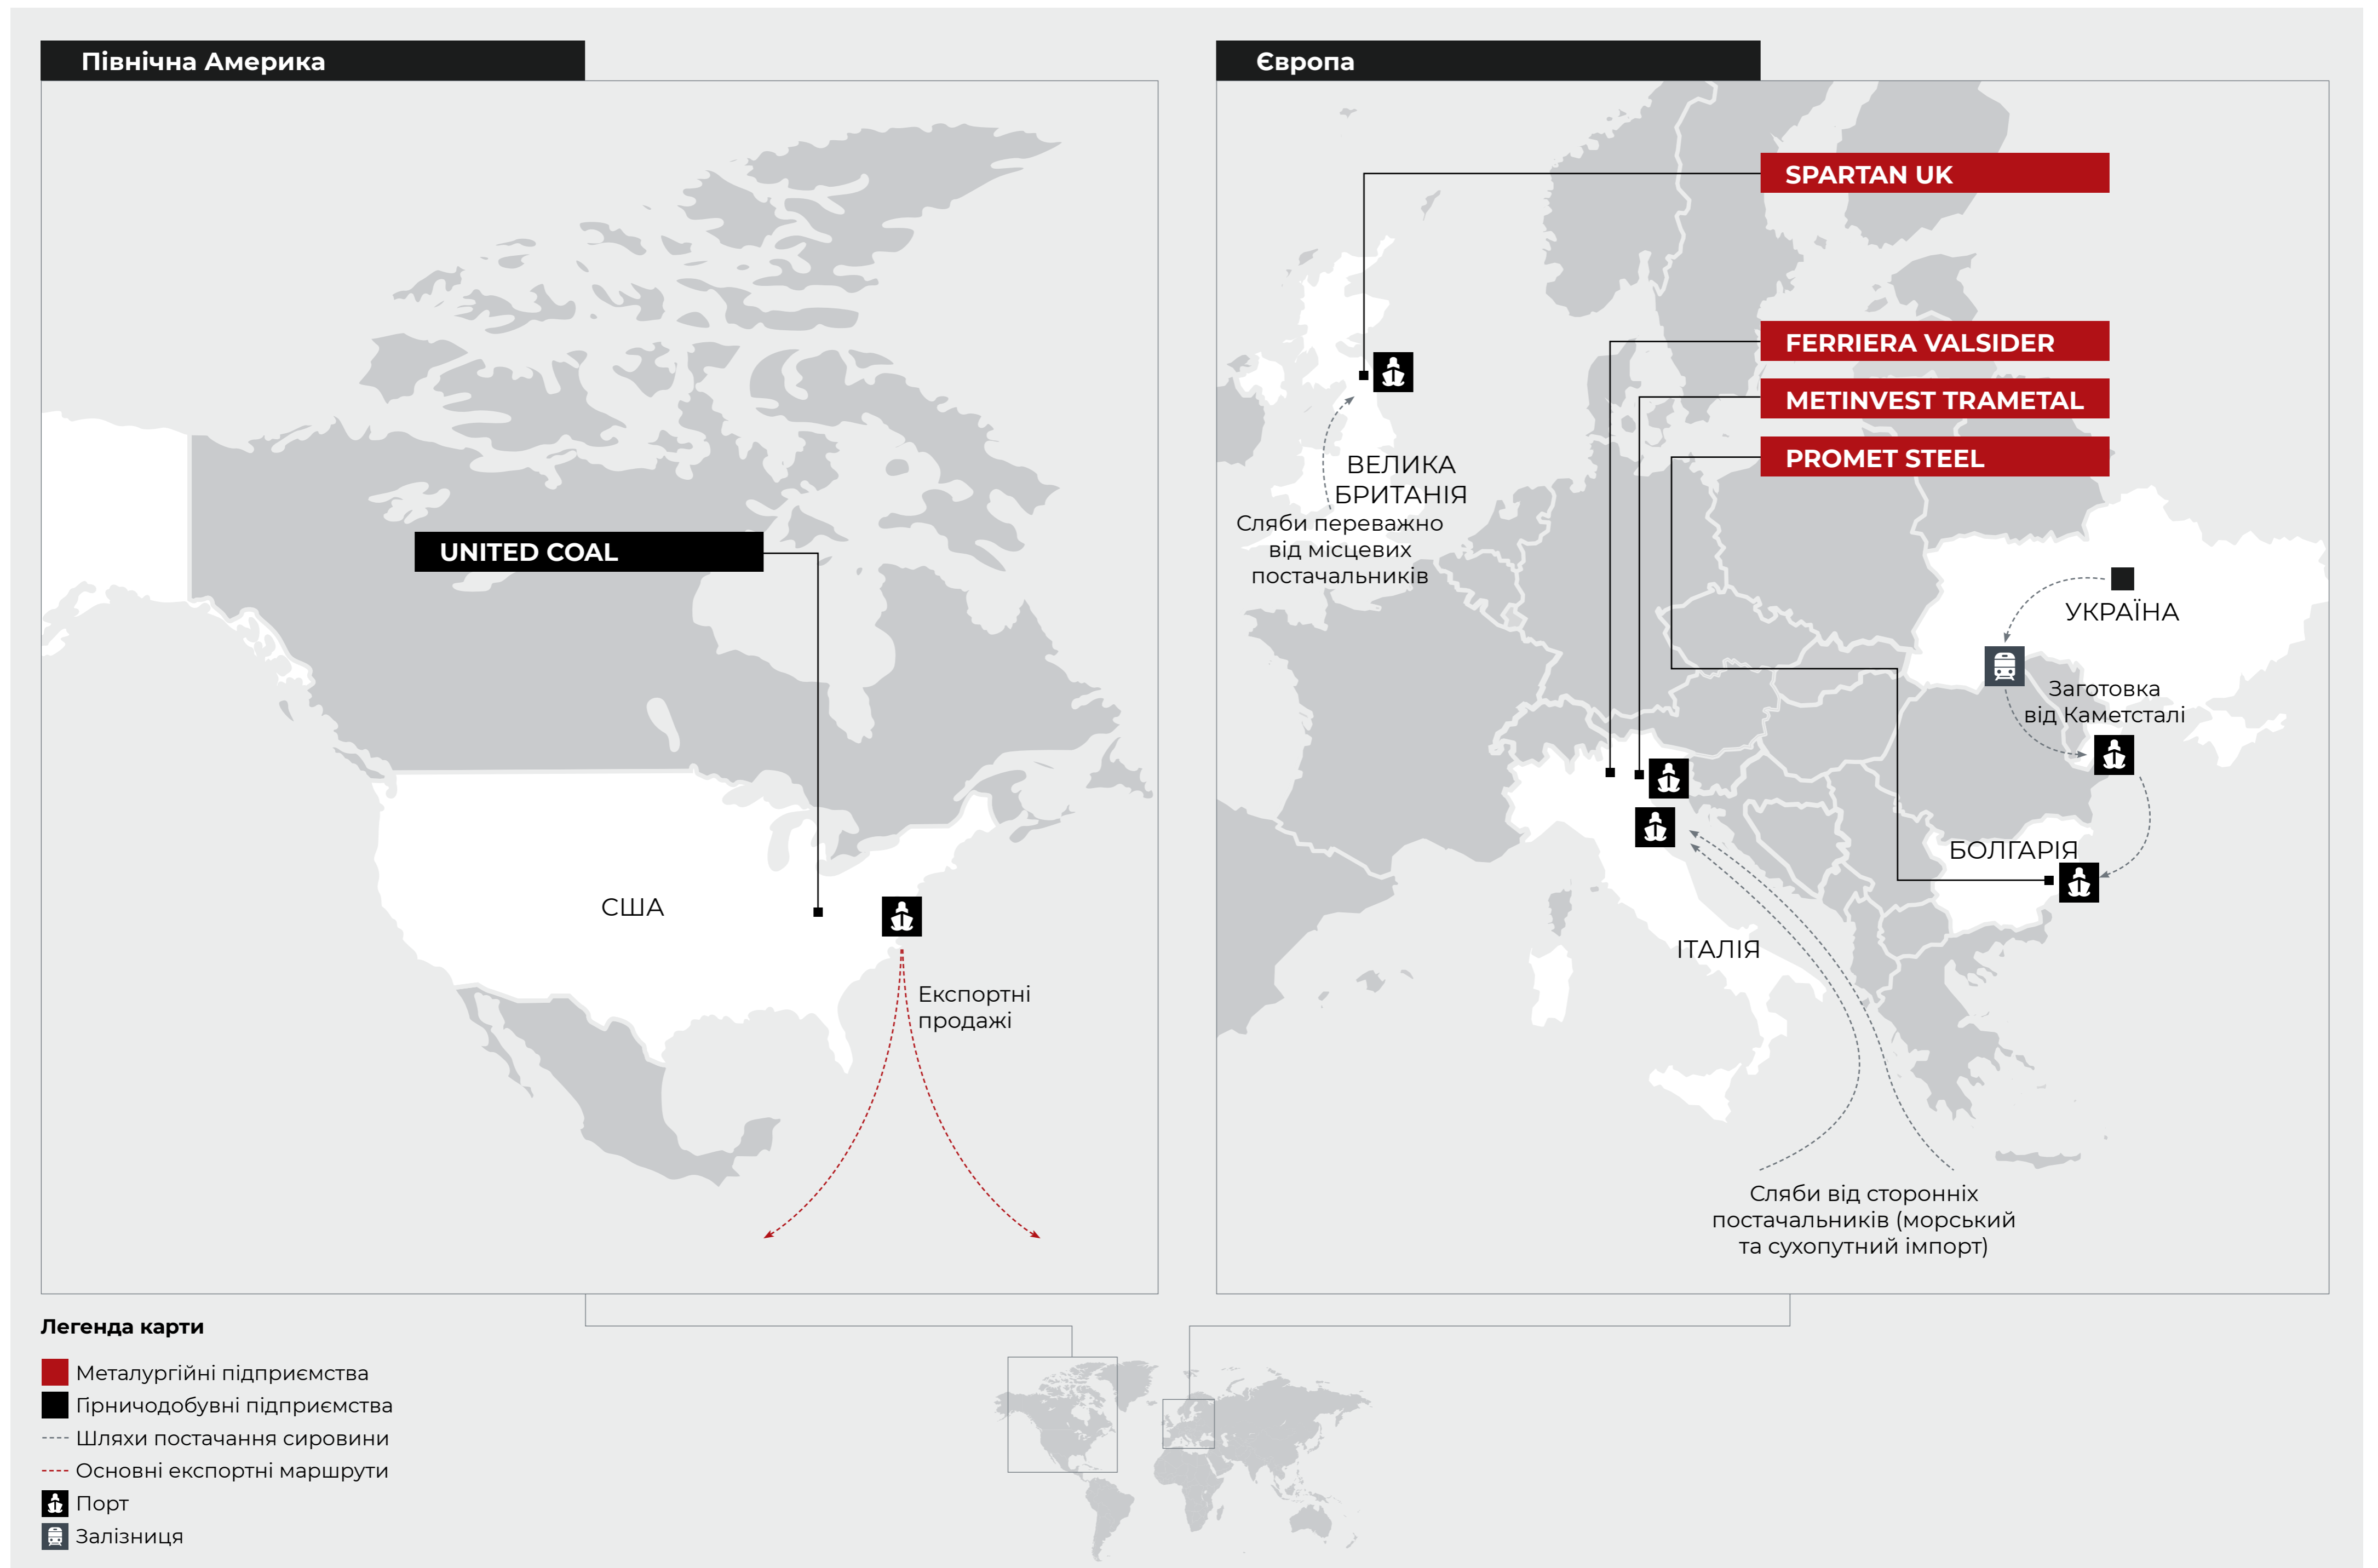 Північна Америка
UNITED COAL
США
Експортні
продажі
Європа
SPARTAN UK
FERRIERA VALSIDER
METINVEST TRAMETAL
PROMET STEEL
ВЕЛИКА
БРИТАНІЯ
Сляби переважно
від місцевих
постачальників
УКРАЇНА
Заготовка
від Каметсталі
БОЛГАРІЯ
ІТАЛІЯ
Сляби від сторонніх
постачальників (морський
та сухопутний імпорт)
Легенда карти
Металургійні підприємства
Гірничодобувні підприємства
Шляхи постачання сировини
Основні експортні маршрути
Порт
Залізниця